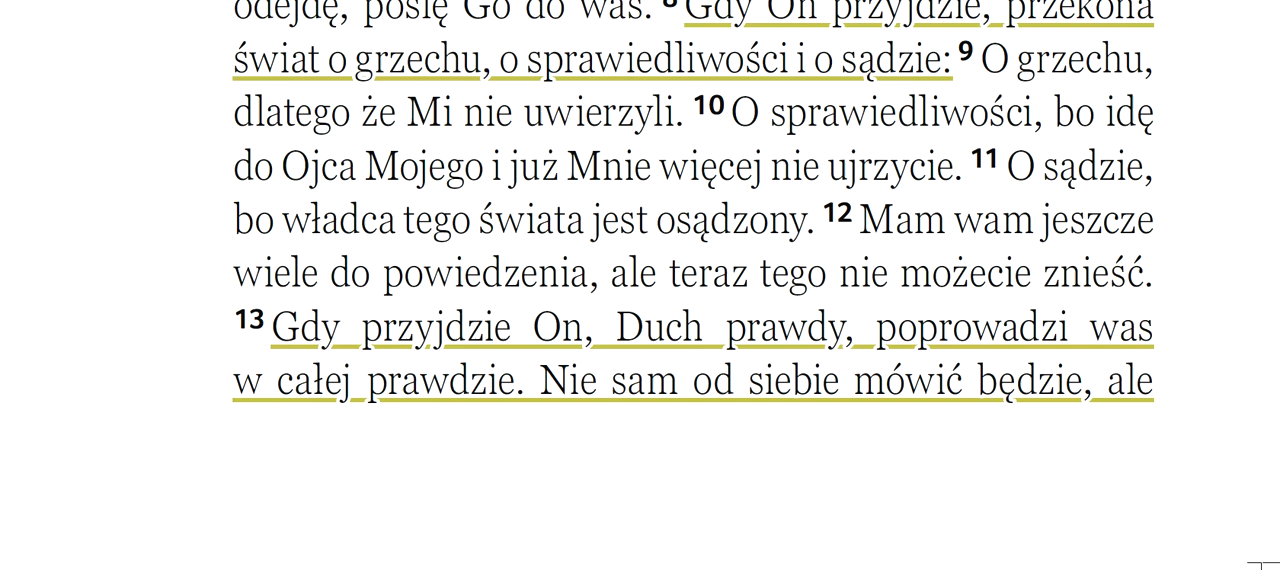 odejdę, poślę Go do was. 8 Gdy On przyjdzie, przekona
świat o grzechu, o sprawiedliwości i o sądzie: 9 O grzechu,
dlatego że Mi nie uwierzyli. 10 O sprawiedliwości, bo idę
do Ojca Mojego i już Mnie więcej nie ujrzycie. 11 O sądzie,
bo władca tego świata jest osądzony. 12 Mam wam jeszcze
wiele do powiedzenia, ale teraz tego nie możecie znieść.
13 Gdy przyjdzie On, Duch prawdy, poprowadzi was
w całej prawdzie. Nie sam od siebie mówić będzie, ale